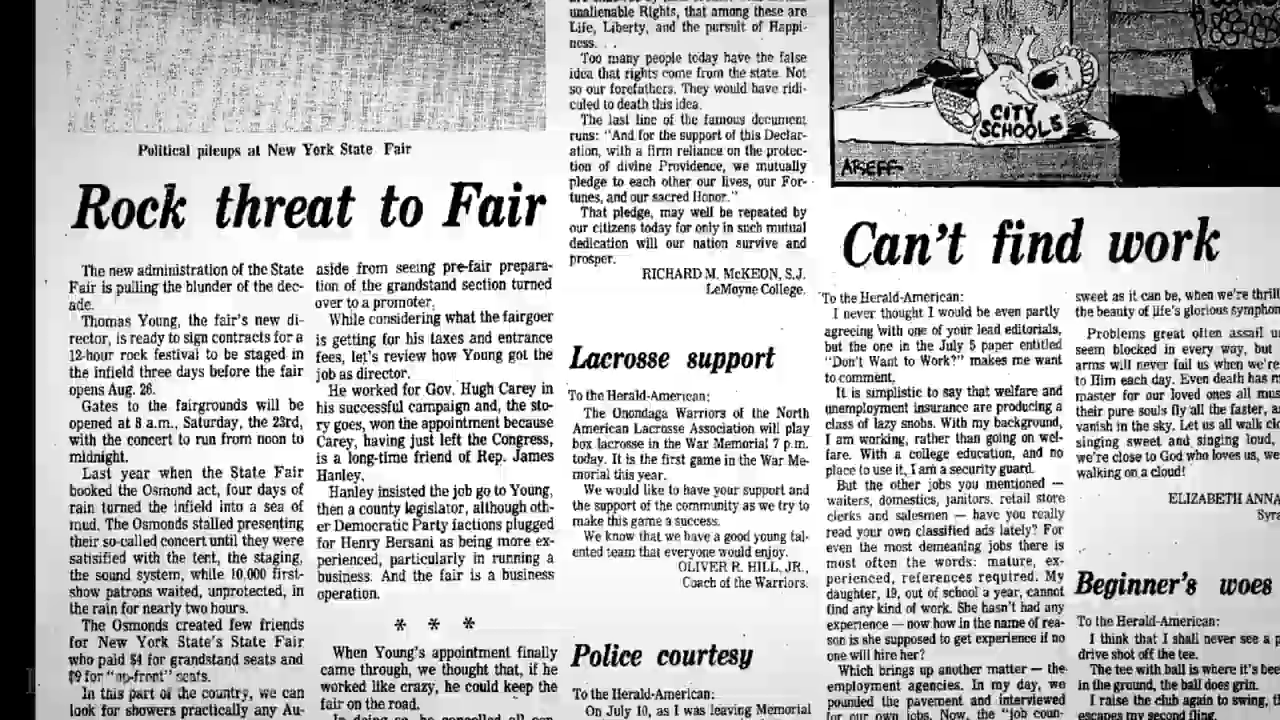 Political pileups at New York State Fair
Rock threat to Fair
The new administration of the State
Fair is pulling the blunder of the dec-
ade.
Thomas Young, the fair's new di-
rector, is ready to sign contracts for a
12-hour rock festival to be staged in
the infield three days before the fair
opens Aug. 26.
Gates to the fairgrounds will be
opened at 8 a.m., Saturday, the 23rd,
with the concert to run from noon to
midnight.
Last year when the State Fair
booked the Osmond act, four days of
rain turned the infield into a sea of
mud. The Osmonds stalled presenting
their so-called concert until they were
satisified with the tent, the staging,
the sound system, while 10,000 first-
show patrons waited, unprotected, in
the rain for nearly two hours.
The Osmonds created few friends
for New York State's State Fair
who paid $4 for grandstand seats and
$9 for "up-front" seats.
In this part of the country, we can
look for showers practically any Au-
aside from seeing pre-fair prepara-
tion of the grandstand section turned
over to a promoter.
While considering what the fairgoer
is getting for his taxes and entrance
fees, let's review how Young got the
job as director.
He worked for Gov. Hugh Carey in
his successful campaign and, the sto-
ry goes, won the appointment because
Carey, having just left the Congress,
is a long-time friend of Rep. James
Hanley.
Hanley insisted the job go to Young,
then a county legislator, although oth-
er Democratic Party factions plugged
for Henry Bersani as being more ex-
perienced, particularly in running a
business. And the fair is a business
operation.
* * *
When Young's appointment finally
came through, we thought that, if he
worked like crazy, he could keep the
fair on the road.
unalienable Rights, that among these are
Life, Liberty, and the pursuit of Happi-
ness. . .
Too many people today have the false
idea that rights come from the state. Not
so our forefathers. They would have ridi-
culed to death this idea.
The last line of the famous document
runs: "And for the support of this Declar-
ation, with a firm reliance on the protec-
tion of divine Providence, we mutually
pledge to each other our lives, our For-
tunes, and our sacred Honor."
That pledge, may well be repeated by
our citizens today for only in such mutual
dedication will our nation survive and
prosper.
RICHARD M. McKEON, S.J.
LeMoyne College.
Lacrosse support
To the Herald-American:
The Onondaga Warriors of the North
American Lacrosse Association will play
box lacrosse in the War Memorial 7 p.m.
today. It is the first game in the War Me-
morial this year.
We would like to have your support and
the support of the community as we try to
make this game a success.
We know that we have a good young tal-
ented team that everyone would enjoy.
OLIVER R. HILL, JR.,
Coach of the Warriors.
Police courtesy
To the Herald-American:
On July 10, as I was leaving Memorial
CITY
SCHOOLS
Can't find work
To the Herald-American:
I never thought I would be even partly
agreeing with one of your lead editorials,
but the one in the July 5 paper entitled
"Don't Want to Work?" makes me want
to comment.
It is simplistic to say that welfare and
unemployment insurance are producing a
class of lazy snobs. With my background,
I am working, rather than going on wel-
fare. With a college education, and no
place to use it, I am a security guard.
But the other jobs you mentioned —
waiters, domestics, janitors, retail store
clerks and salesmen — have you really
read your own classified ads lately? For
even the most demeaning jobs there is
most often the words: mature, ex-
perienced, references required. My
daughter, 19, out of school a year, cannot
find any kind of work. She hasn't had any
experience — now how in the name of rea-
son is she supposed to get experience if no
one will hire her?
Which brings up another matter — the
employment agencies. In my day, we
pounded the pavement and interviewed
for our own jobs. Now, the "job coun-
sweet as it can be, when we're thrill
the beauty of life's glorious symphon
Problems great often assail u
seem blocked in every way, but
arms will never fail us when we're
to Him each day. Even death has m
master for our loved ones all mus
their pure souls fly all the faster, a
vanish in the sky. Let us all walk clo
singing sweet and singing loud,
we're close to God who loves us, we
walking on a cloud!
ELIZABETH ANNA
Syra
Beginner's woes
To the Herald-American:
I think that I shall never see a p
drive shot off the tee.
The tee with ball is where it's bee
in the ground, the ball does grin.
I raise the club again to swing, t
escapes my second fling.